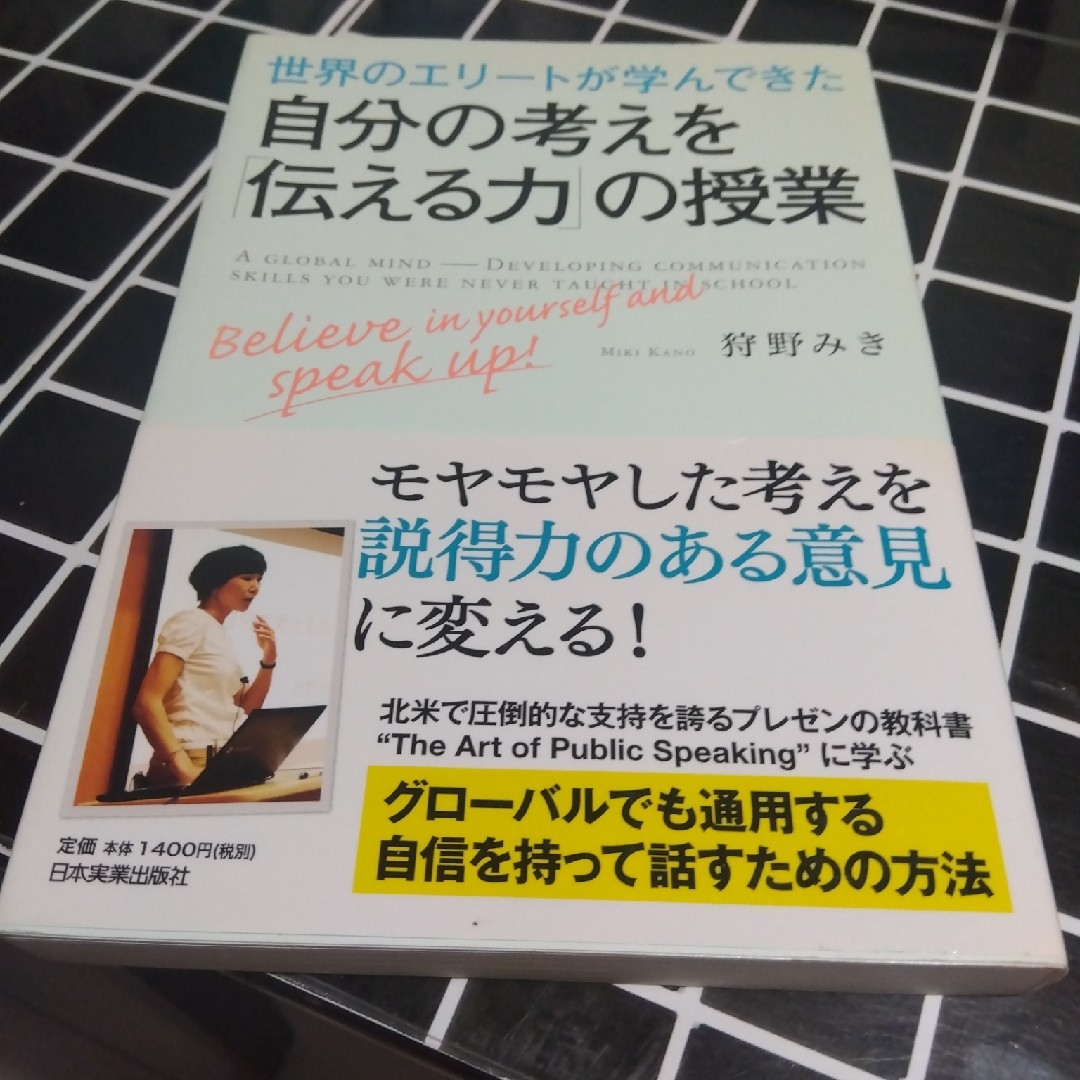 世界のエリートが学んできた
自分の考えを
「伝える力」の授業
A GLOBAL MIND — DEVELOPING COMMUNICATION
SKILLS YOU WERE NEVER TAUGHT IN SCHOOL
Believe in yourself and
speak up!
MIKI KANO 狩野みき
モヤモヤした考えを
説得力のある意見
に変える!
北米で圧倒的な支持を誇るプレゼンの教科書
“The Art of Public Speaking” に学ぶ
グローバルでも通用する
自信を持って話すための方法
定価 本体1400円(税別)
日本実業出版社